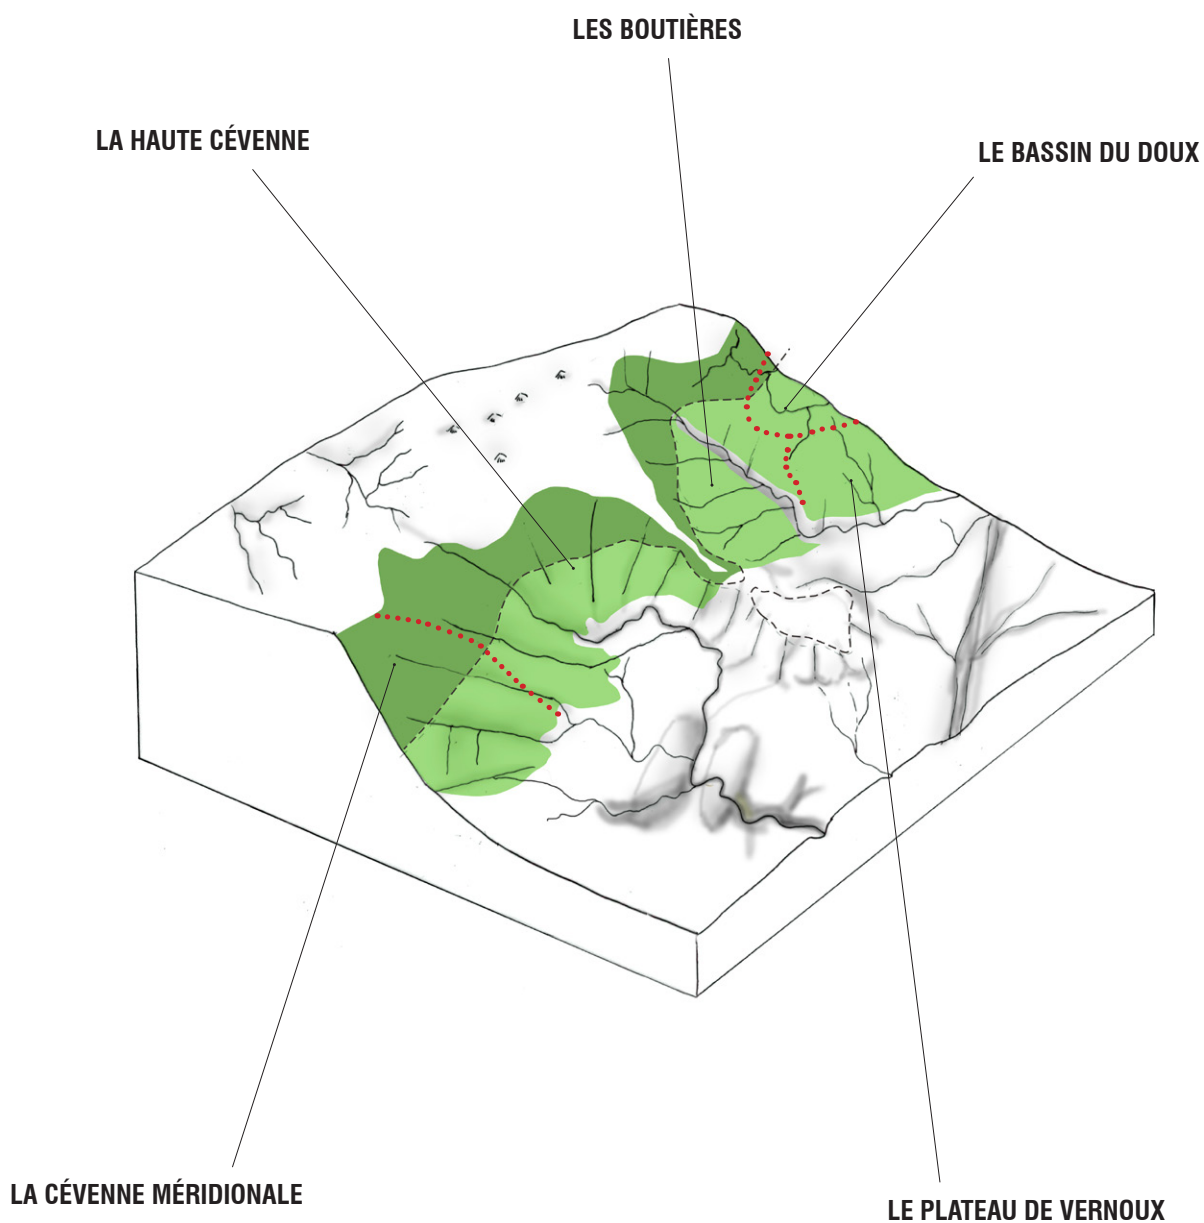 LES BOUTIÈRES
LA HAUTE CÉVENNE
LE BASSIN DU DOUX
LA CÉVENNE MÉRIDIONALE
LE PLATEAU DE VERNOUX